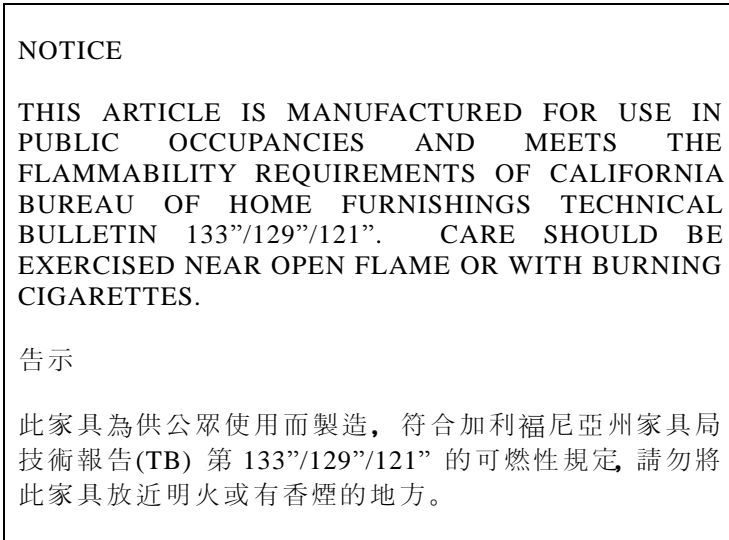 NOTICE
THIS ARTICLE IS MANUFACTURED FOR USE IN
PUBLIC OCCUPANCIES AND MEETS THE
FLAMMABILITY REQUIREMENTS OF CALIFORNIA
BUREAU OF HOME FURNISHINGS TECHNICAL
BULLETIN 133”/129”/121”. CARE SHOULD BE
EXERCISED NEAR OPEN FLAME OR WITH BURNING
CIGARETTES.
告示
此家具為供公眾使用而製造，符合加利福尼亞州家具局
技術報告(TB) 第 133”/129”/121” 的可燃性規定，請勿將
此家具放近明火或有香煙的地方。